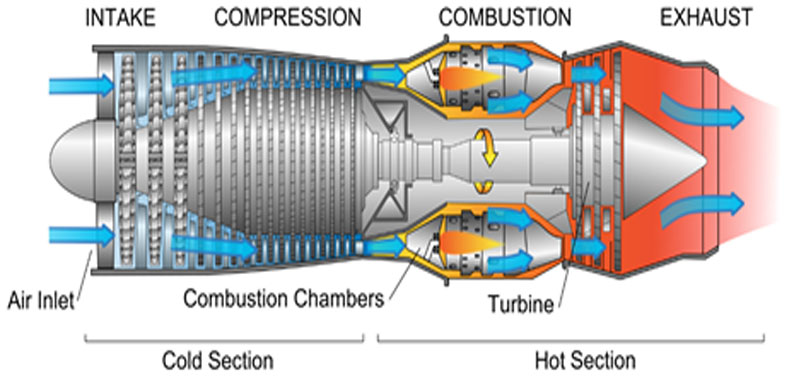 INTAKE
COMPRESSION
COMBUSTION
EXHAUST
Air Inlet
Combustion Chambers
Turbine
Cold Section
Hot Section